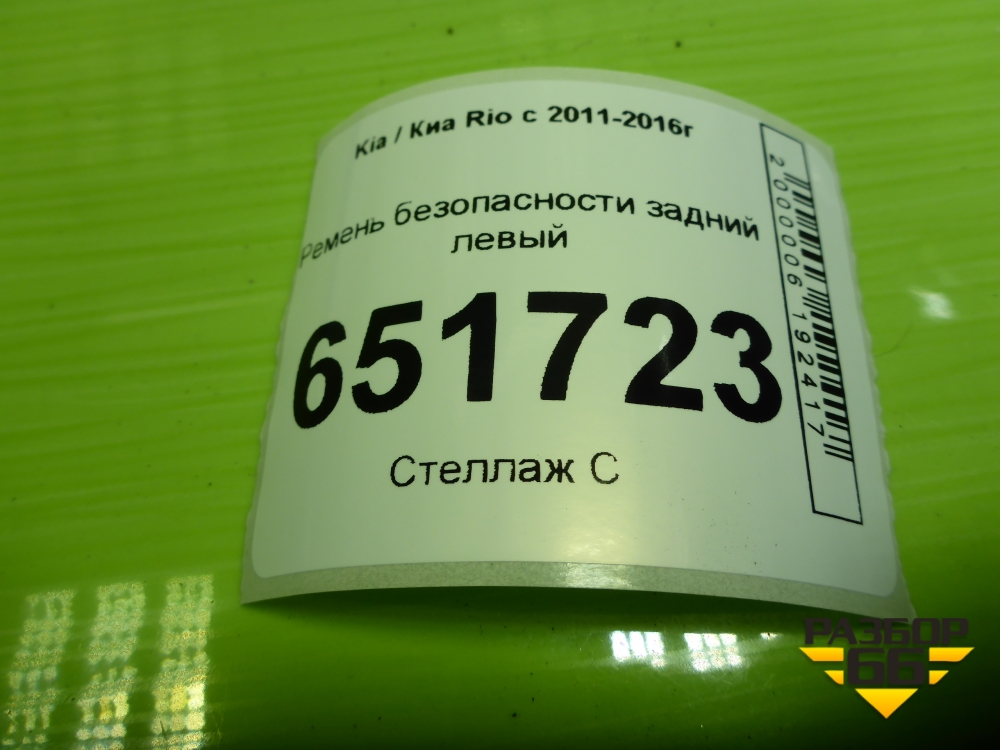 Kia / Киа Rio с 2011-2016г
Ремень безопасности задний
левый
651723
Стеллаж С
2000006192417
РАЗБОР
66